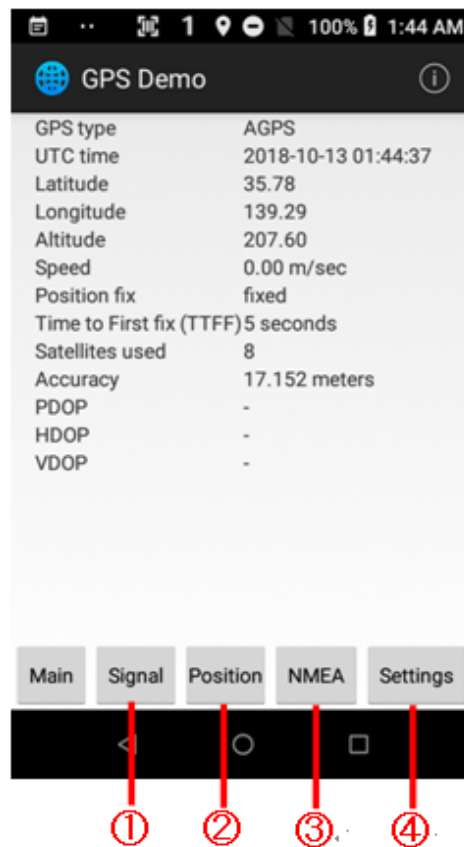 1 100% 1:44 AM
GPS Demo
GPS type AGPS
UTC time 2018-10-13 01:44:37
Latitude 35.78
Longitude 139.29
Altitude 207.60
Speed 0.00 m/sec
Position fix fixed
Time to First fix (TTFF) 5 seconds
Satellites used 8
Accuracy 17.152 meters
PDOP -
HDOP -
VDOP -
Main Signal Position NMEA Settings
① ② ③ ④